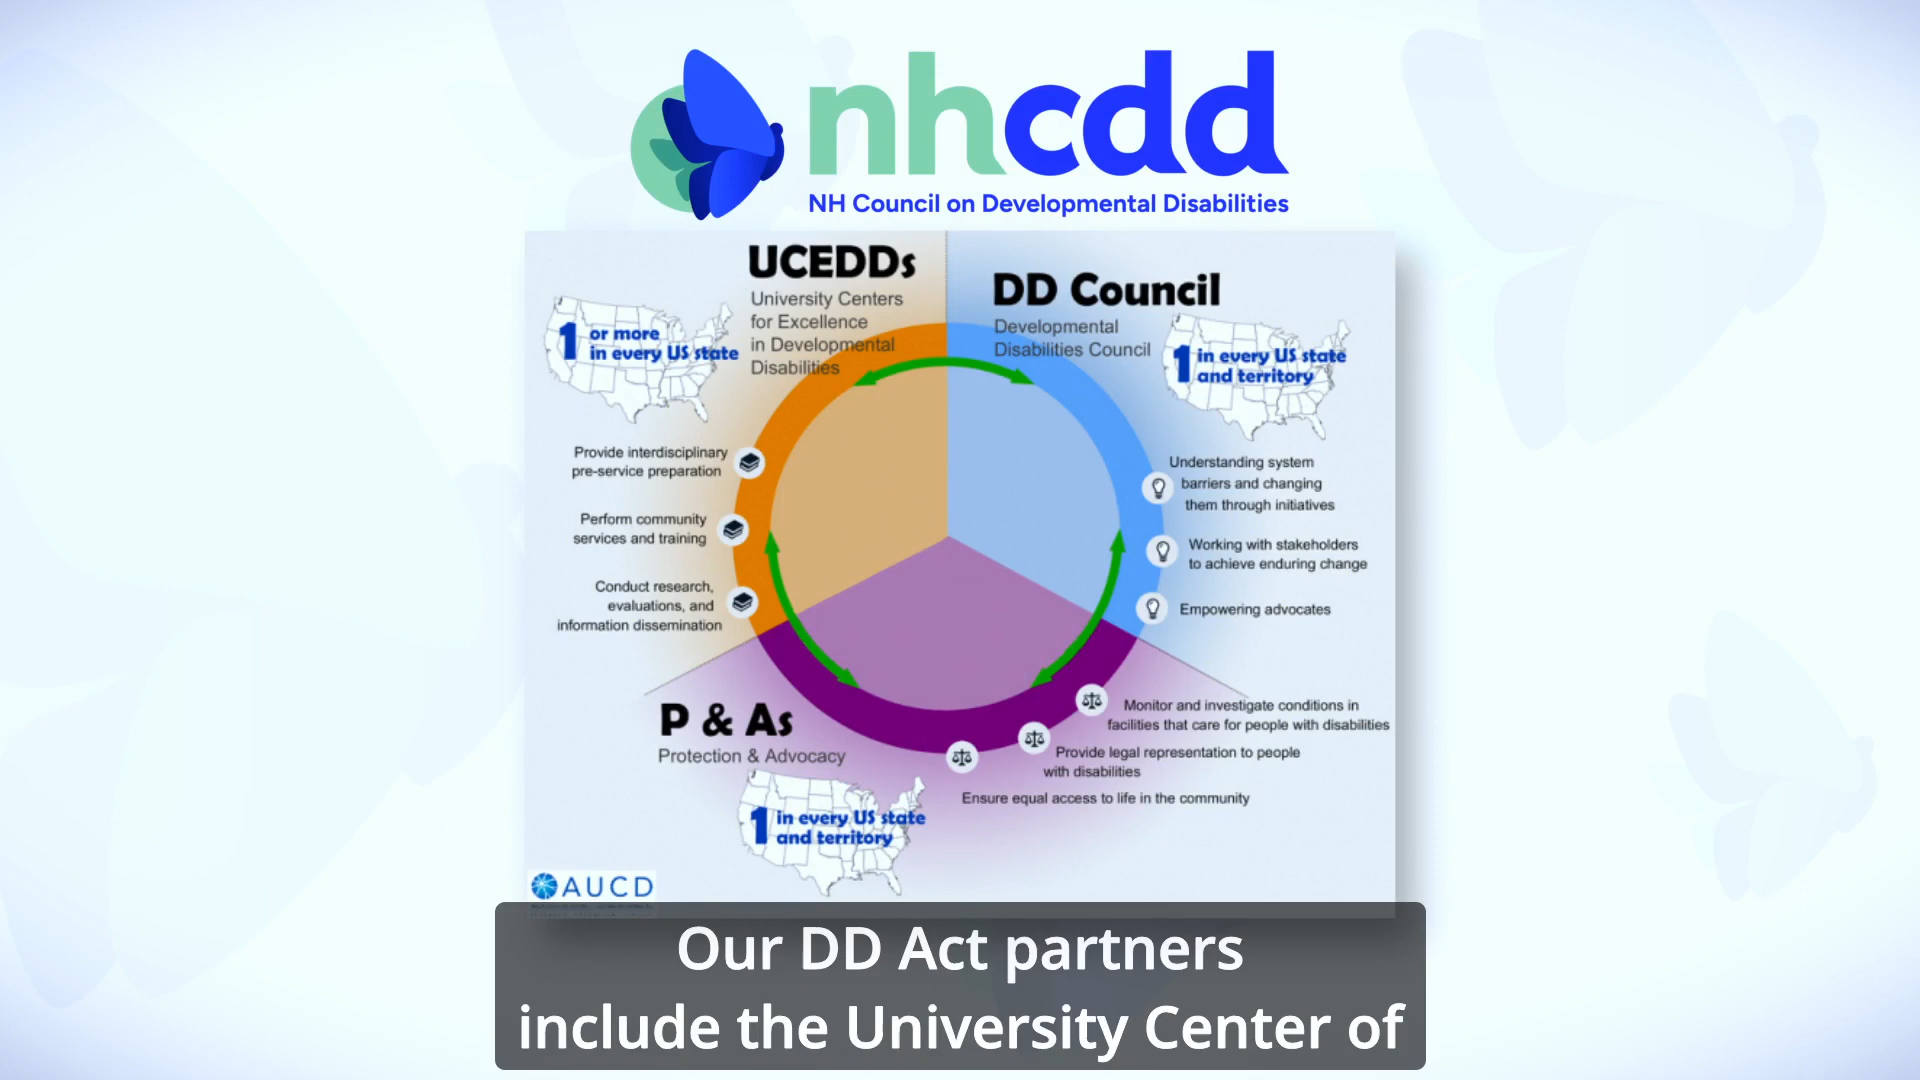 nhcdd
NH Council on Developmental Disabilities
UCEDDs
University Centers
for Excellence
in Developmental
Disabilities
1 or more
in every US state
Provide interdisciplinary
pre-service preparation
Perform community
services and training
Conduct research,
evaluations, and
information dissemination
DD Council
Developmental
Disabilities Council
1 in every US state
and territory
Understanding system
barriers and changing
them through initiatives
Working with stakeholders
to achieve enduring change
Empowering advocates
P & As
Protection & Advocacy
1 in every US state
and territory
Monitor and investigate conditions in
facilities that care for people with disabilities
Provide legal representation to people
with disabilities
Ensure equal access to life in the community
AUCD
Our DD Act partners
include the University Center of